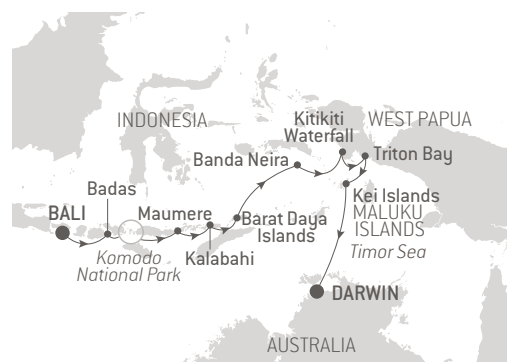 INDONESIA
WEST PAPUA
Kitikiti
Waterfall
Triton Bay
Banda Neira
Badas
Kei Islands
BALI
Maumere
MALUKU
ISLANDS
Barat Daya
Islands
Kalabahi
Timor Sea
Komodo
National Park
DARWIN
AUSTRALIA